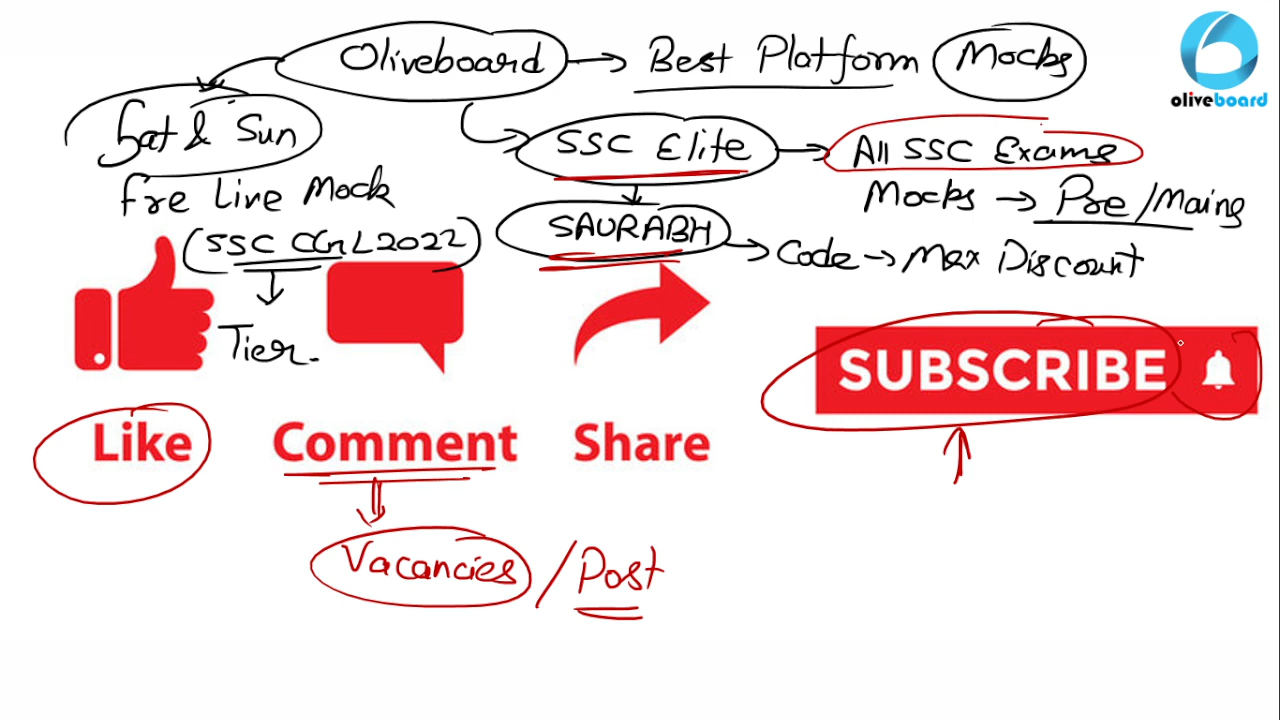 Oliveboard → Best Platform Mocks
oliveboard
Sat & Sun
SSC Elite → All SSC Exams
Fre Live Mock
Mocks → Pre/Mains
(SSC CGL 2022)
SAURABH → Code → Max Discount
Tier.
SUBSCRIBE
Like
Comment
Share
Vacancies / Post